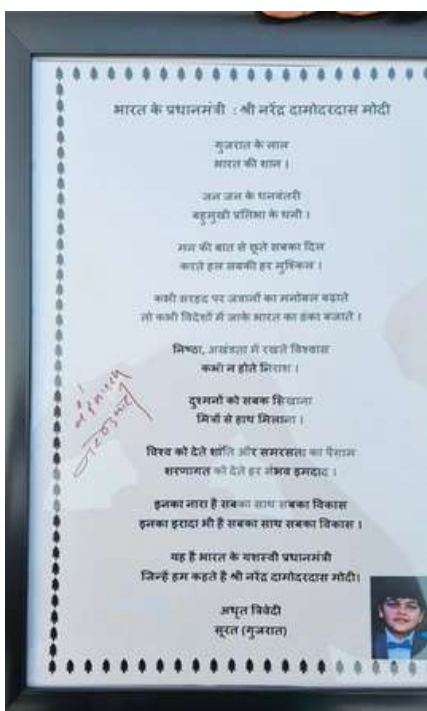 भारत के प्रधानमंत्री : श्री नरेंद्र दामोदरदास मोदी
गुजरात के लाल
भारत की शान ।
जन जन के धनवंतरी
बहुमुखी प्रतिभा के धनी ।
मन की बात से छूते सबका दिल
करते हल सबकी हर मुश्किल ।
कभी सरहद पर जवानों का मनोबल बढ़ाते
तो कभी विदेशों में जाके भारत का डंका बजाते ।
निष्ठा, अखंडता में रखते विश्वास
कभी न होते निराश ।
दुश्मनों को सबक सिखाना
मित्रों से हाथ मिलाना ।
विश्व को देते शांति और समरसता का पैगाम
शरणागत को देते हर संभव इमदाद ।
इनका नारा है सबका साथ सबका विकास
इनका इरादा भी है सबका साथ सबका विकास ।
यह है भारत के यशस्वी प्रधानमंत्री
जिन्हें हम कहते है श्री नरेंद्र दामोदरदास मोदी।
अधृत त्रिवेदी
सूरत (गुजरात)